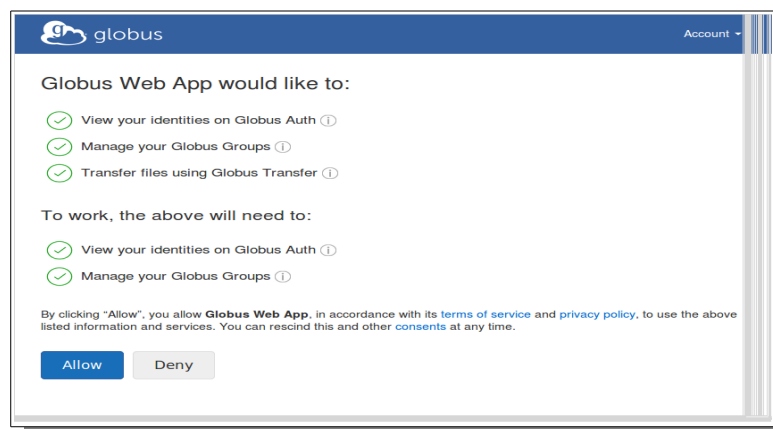 globus
Account
Globus Web App would like to:
View your identities on Globus Auth
Manage your Globus Groups
Transfer files using Globus Transfer
To work, the above will need to:
View your identities on Globus Auth
Manage your Globus Groups
By clicking “Allow”, you allow Globus Web App, in accordance with its terms of service and privacy policy, to use the above
listed information and services. You can rescind this and other consents at any time.
Allow Deny